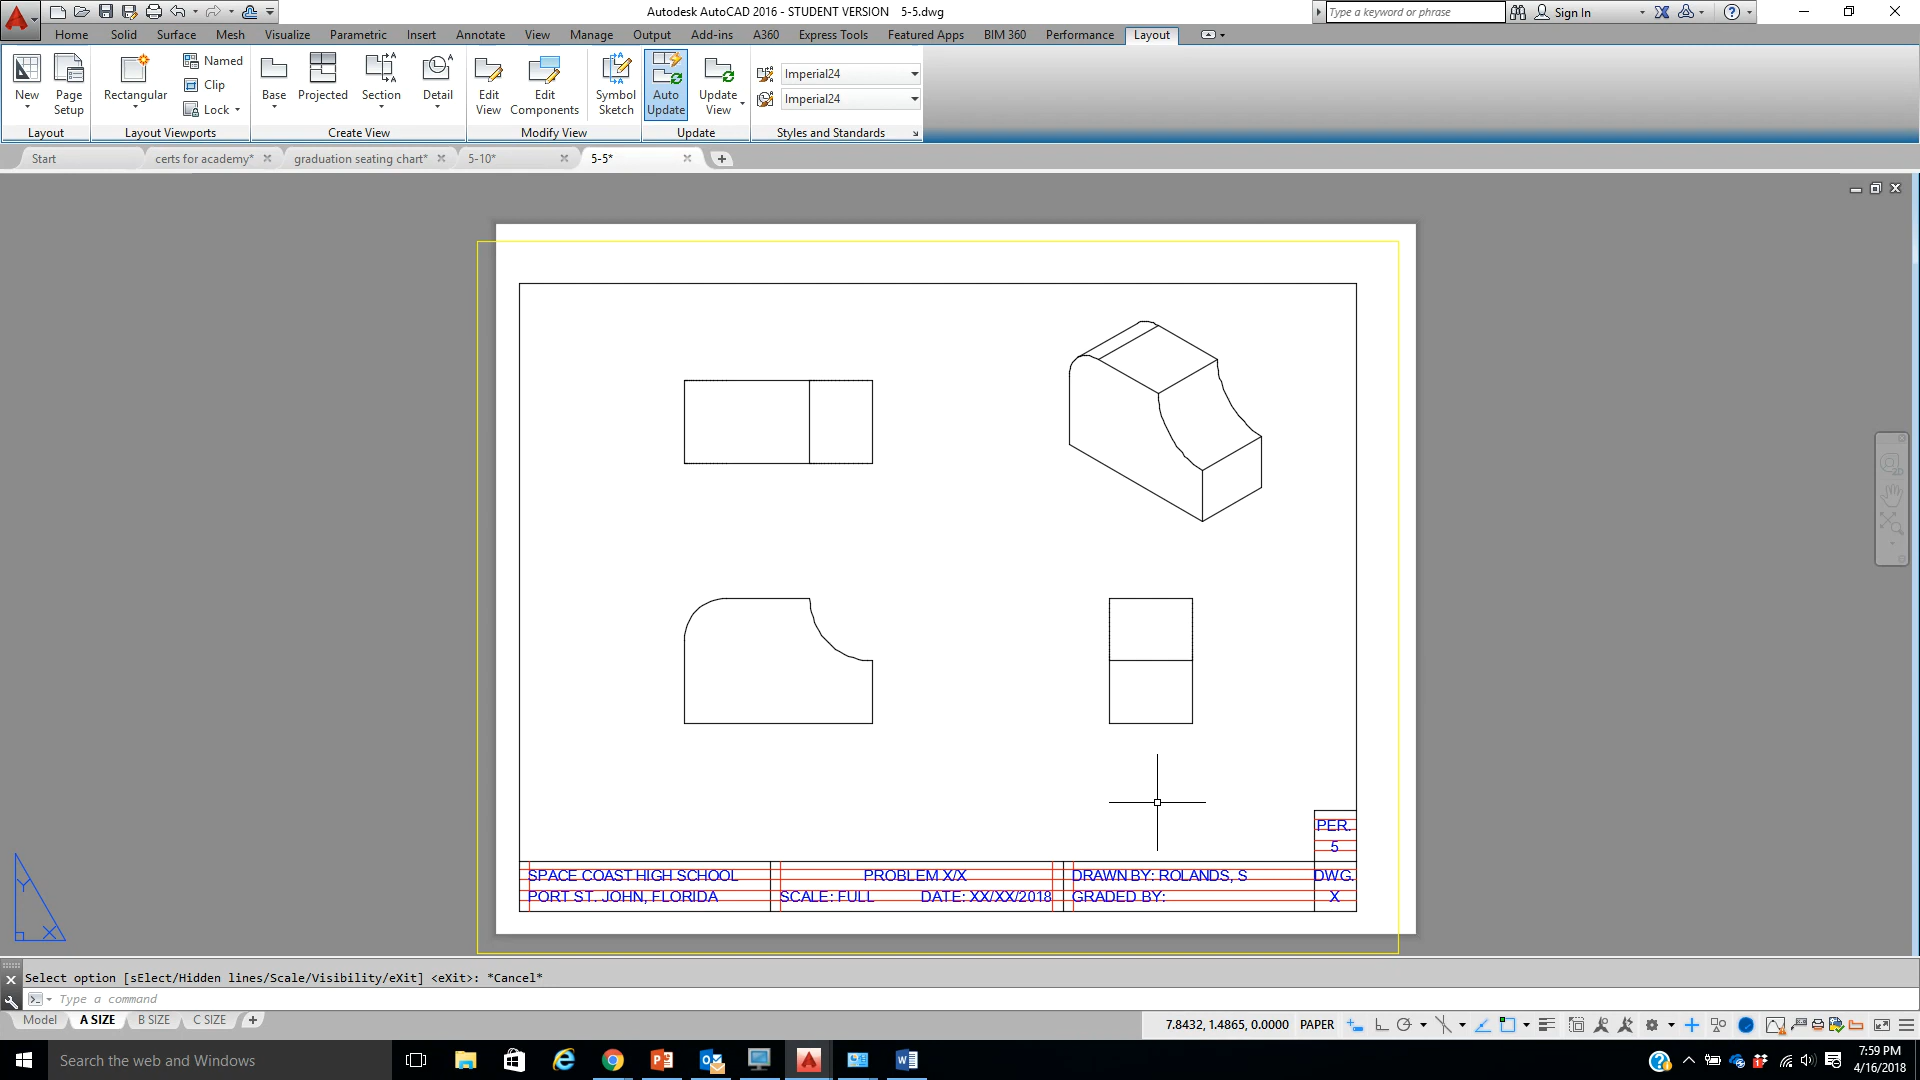 Autodesk AutoCAD 2016 - STUDENT VERSION 5-5.dwg
Type a keyword or phrase
Sign In
Home Solid Surface Mesh Visualize Parametric Insert Annotate View Manage Output Add-ins A360 Express Tools Featured Apps BIM 360 Performance Layout
New
Page Setup
Rectangular
Named
Clip
Lock
Base
Projected
Section
Detail
Edit View
Edit Components
Symbol Sketch
Auto Update
Update View
Imperial24
Imperial24
Layout Layout Viewports Create View Modify View Update Styles and Standards
Start certs for academy* graduation seating chart* 5-10* 5-5*
PER.
5
SPACE COAST HIGH SCHOOL PROBLEM X/X DRAWN BY: ROLANDS, S DWG.
PORT ST. JOHN, FLORIDA SCALE: FULL DATE: XX/XX/2018 GRADED BY: X
Y
X
Select option [sElect/Hidden lines/Scale/Visibility/eXit] <eXit>: *Cancel*
Type a command
Model A SIZE B SIZE C SIZE
7.8432, 1.4865, 0.0000 PAPER
Search the web and Windows
7:59 PM
4/16/2018